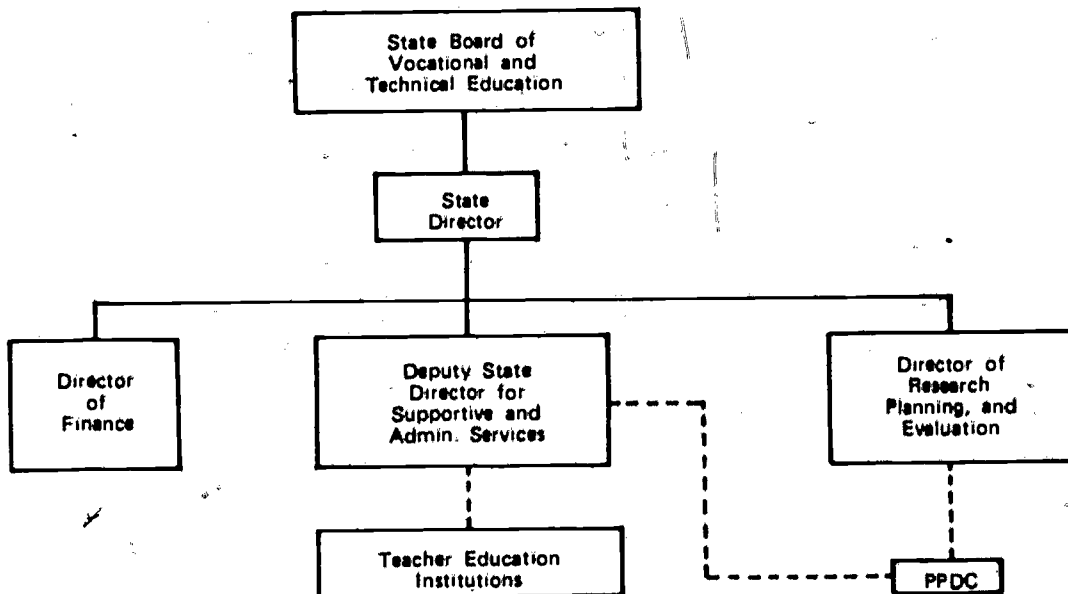 State Board of
Vocational and
Technical Education
State
Director
Director
of
Finance
Deputy State
Director for
Supportive and
Admin. Services
Director of
Research
Planning, and
Evaluation
Teacher Education
Institutions
PPDC